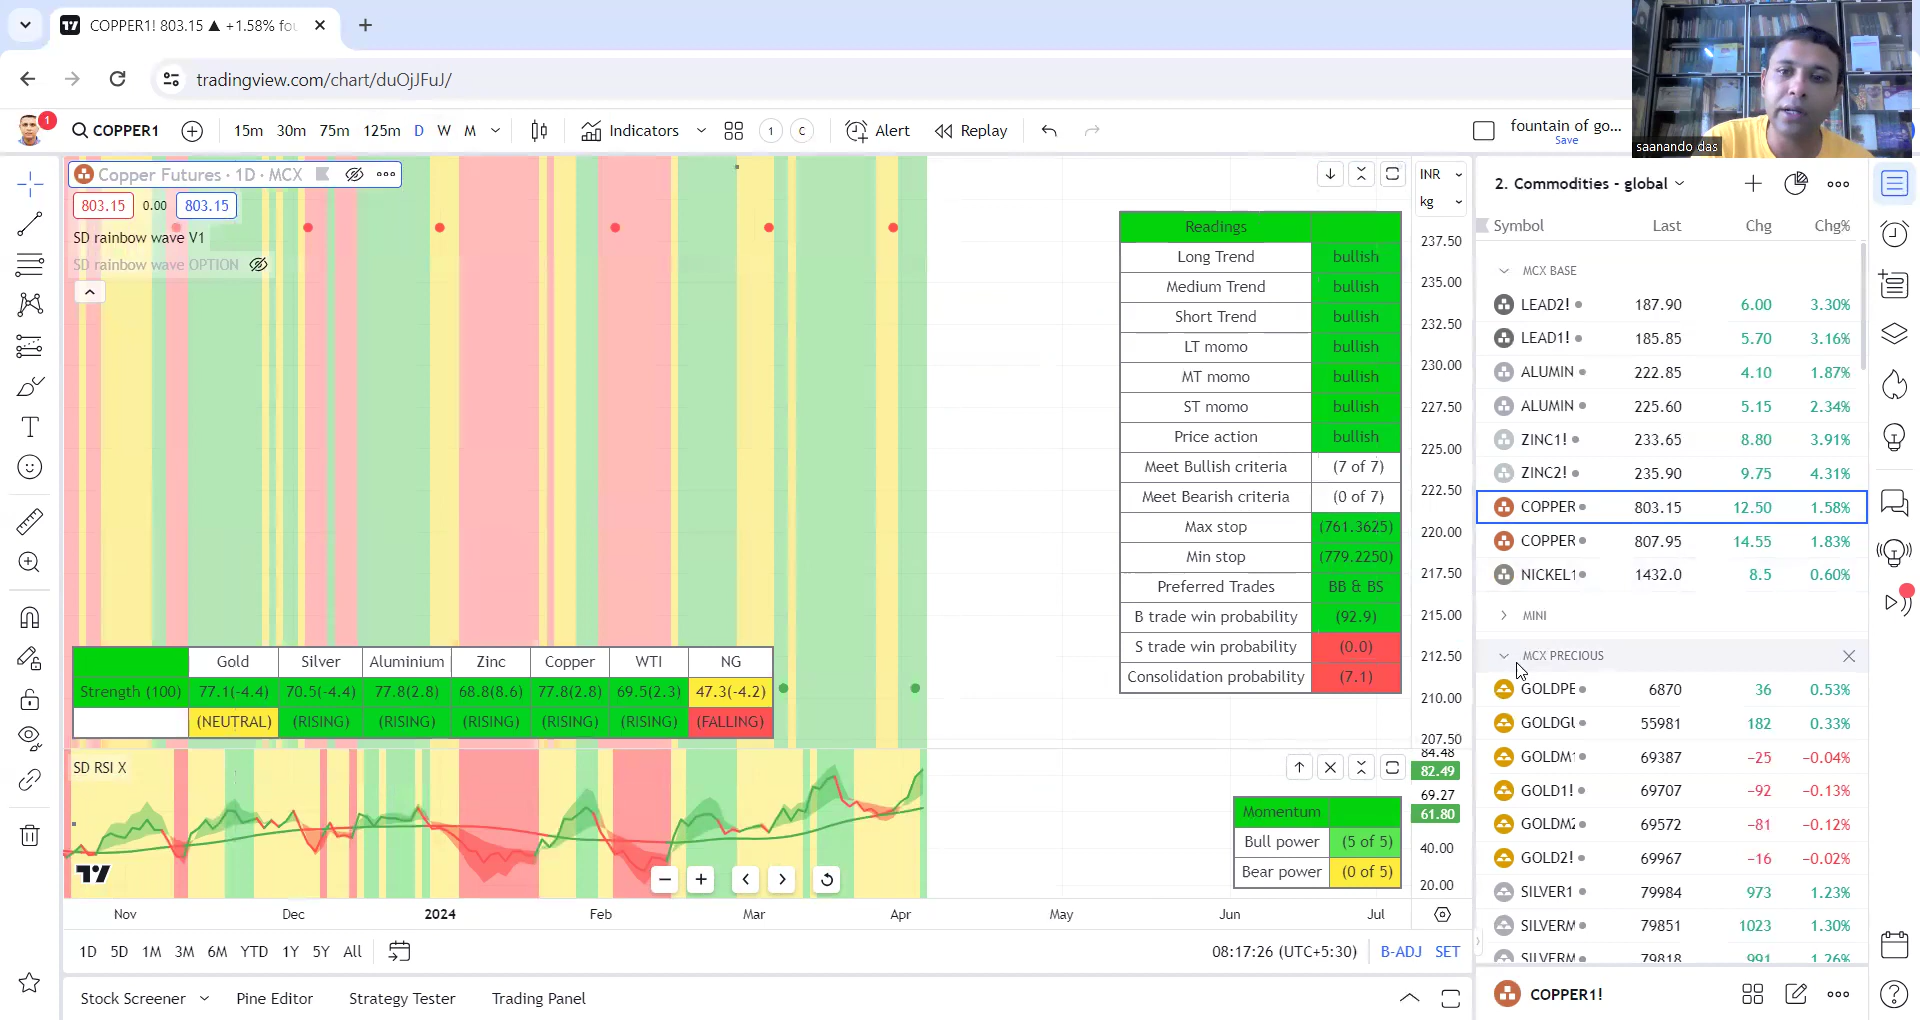 COPPER1! 803.15 ▲ +1.58% fou
tradingview.com/chart/duOjJFuJ/
saanando das
1
COPPER1
15m 30m 75m 125m D W M
Indicators
1
C
Alert
Replay
fountain of go...
Save
Copper Futures · 1D · MCX
803.15 0.00 803.15
SD rainbow wave V1
SD rainbow wave OPTION
INR
kg
237.50
235.00
232.50
230.00
227.50
225.00
222.50
220.00
217.50
215.00
212.50
210.00
207.50
Readings
Long Trend bullish
Medium Trend bullish
Short Trend bullish
LT momo bullish
MT momo bullish
ST momo bullish
Price action bullish
Meet Bullish criteria (7 of 7)
Meet Bearish criteria (0 of 7)
Max stop (761.3625)
Min stop (779.2250)
Preferred Trades BB & BS
B trade win probability (92.9)
S trade win probability (0.0)
Consolidation probability (7.1)
Gold Silver Aluminium Zinc Copper WTI NG
Strength (100) 77.1(-4.4) 70.5(-4.4) 77.8(2.8) 68.8(8.6) 77.8(2.8) 69.5(2.3) 47.3(-4.2)
(NEUTRAL) (RISING) (RISING) (RISING) (RISING) (RISING) (FALLING)
SD RSI X
84.48
82.49
69.27
61.80
40.00
20.00
Momentum
Bull power (5 of 5)
Bear power (0 of 5)
Nov Dec 2024 Feb Mar Apr May Jun Jul
1D 5D 1M 3M 6M YTD 1Y 5Y All
08:17:26 (UTC+5:30) B-ADJ SET
Stock Screener Pine Editor Strategy Tester Trading Panel
2. Commodities - global
Symbol Last Chg Chg%
MCX BASE
LEAD2! 187.90 6.00 3.30%
LEAD1! 185.85 5.70 3.16%
ALUMIN 222.85 4.10 1.87%
ALUMIN 225.60 5.15 2.34%
ZINC1! 233.65 8.80 3.91%
ZINC2! 235.90 9.75 4.31%
COPPER 803.15 12.50 1.58%
COPPER 807.95 14.55 1.83%
NICKEL1 1432.0 8.5 0.60%
MINI
MCX PRECIOUS
GOLDPE 6870 36 0.53%
GOLDGU 55981 182 0.33%
GOLDM1 69387 −25 −0.04%
GOLD1! 69707 −92 −0.13%
GOLDM2 69572 −81 −0.12%
GOLD2! 69967 −16 −0.02%
SILVER1 79984 973 1.23%
SILVERM 79851 1023 1.30%
SILVERM 79818 991 1.26%
COPPER1!